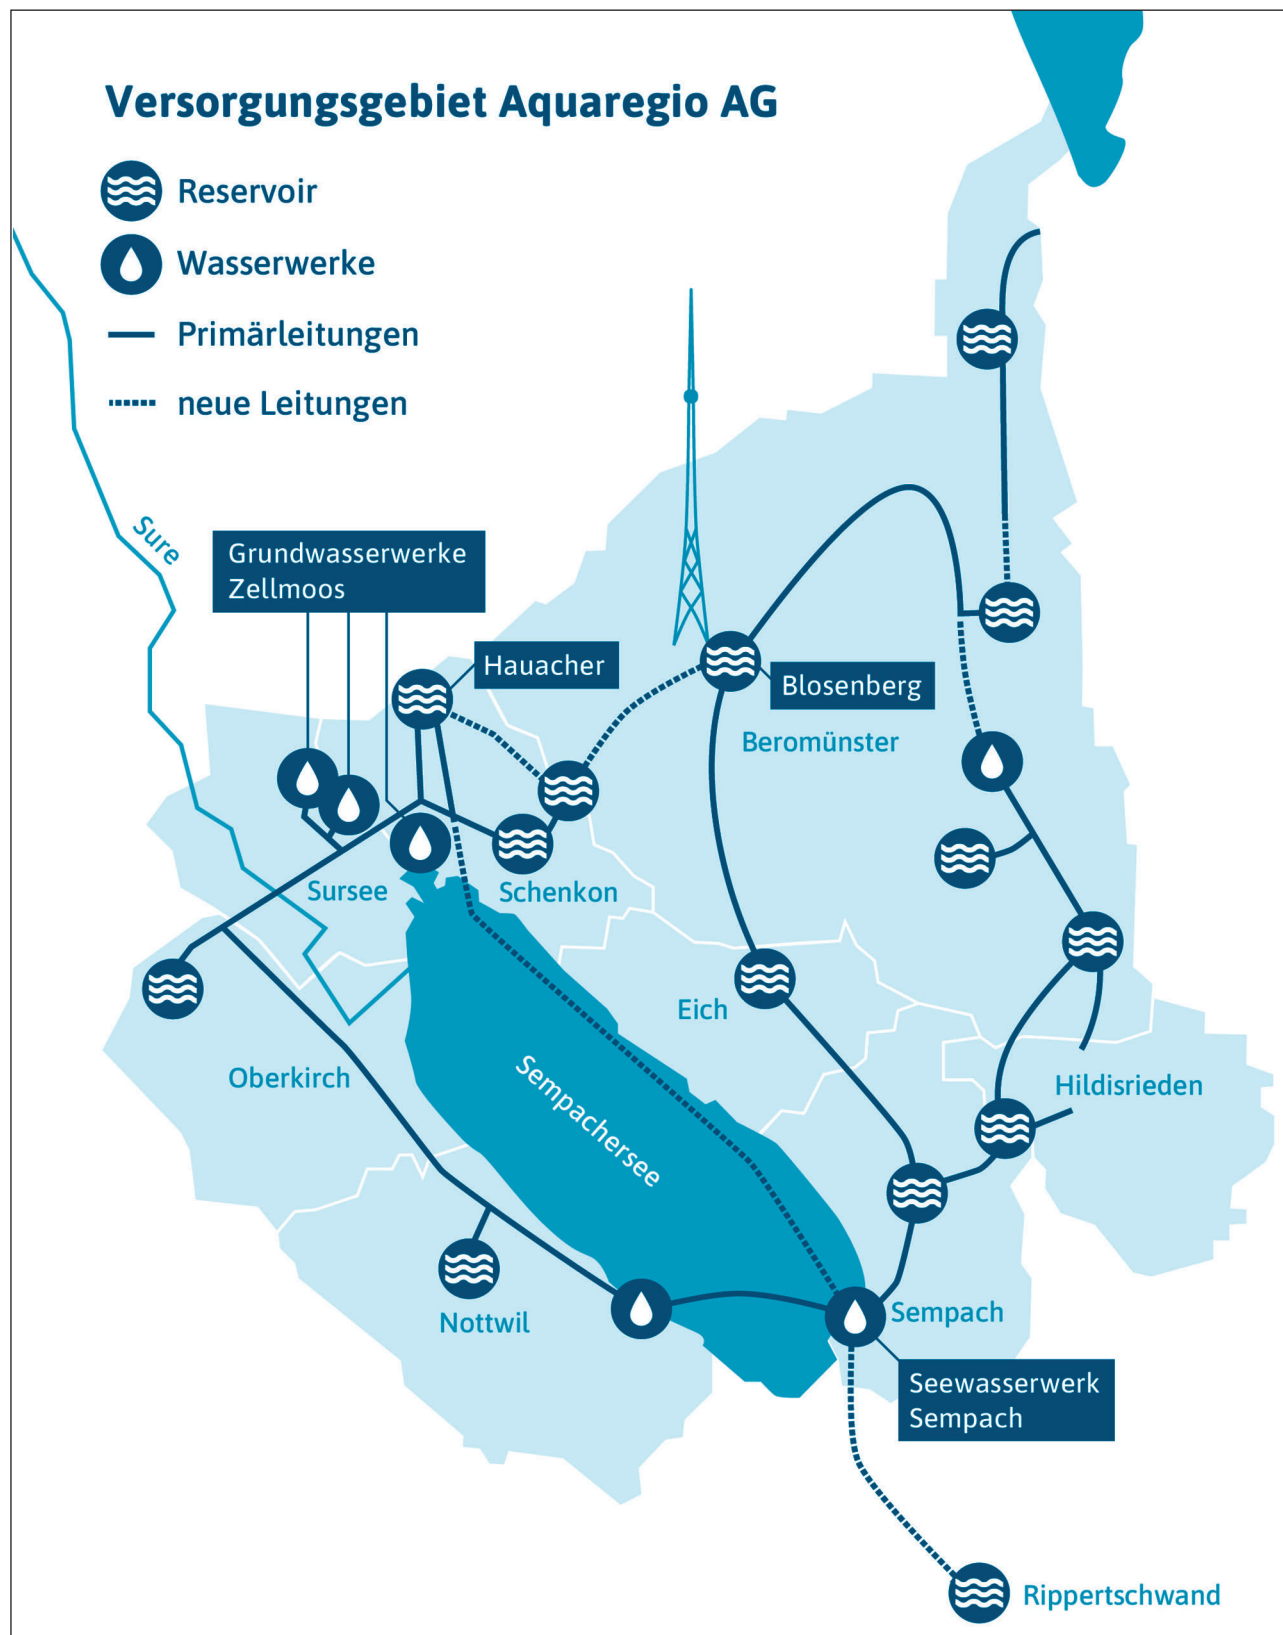 Versorgungsgebiet Aquaregio AG
Reservoir
Wasserwerke
Primärleitungen
neue Leitungen
Sure
Grundwasserwerke
Zellmoos
Hauacher
Blosenberg
Beromünster
Sursee
Schenkon
Eich
Oberkirch
Sempachersee
Hildisrieden
Nottwil
Sempach
Seewasserwerk
Sempach
Rippertschwand